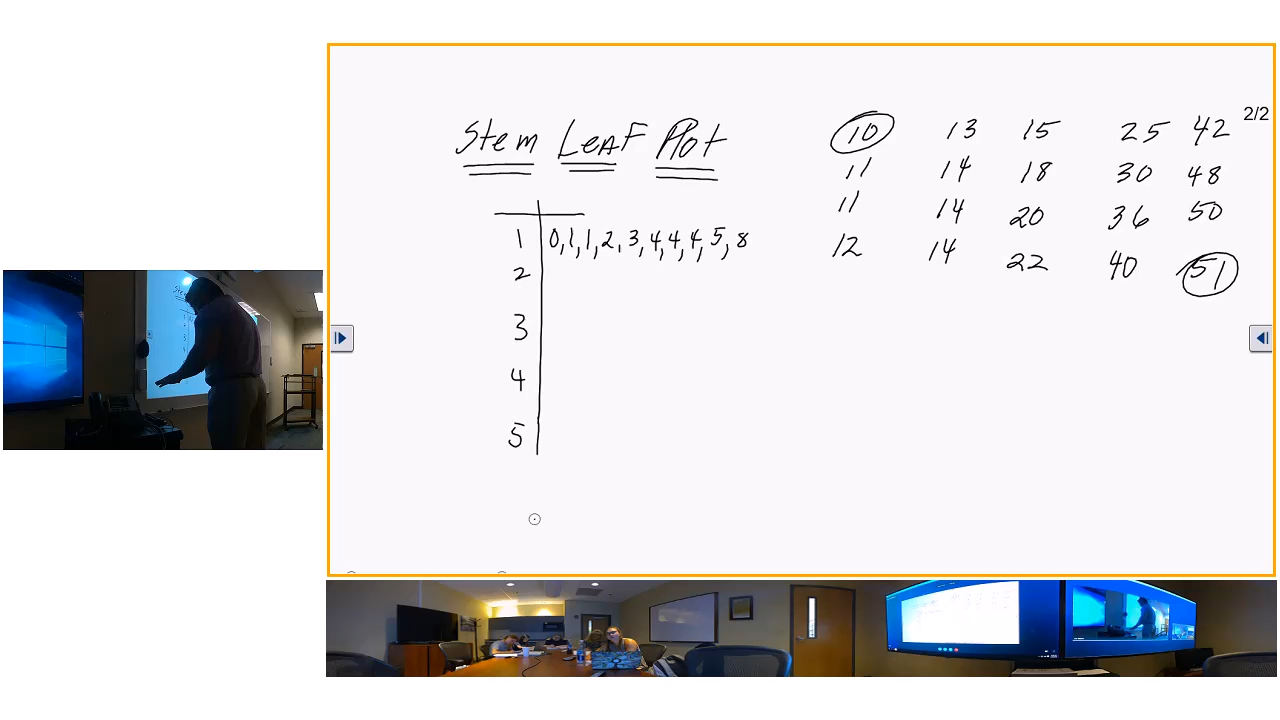 2/2
Stem LeAF Plot
10 13 15 25 42
11 14 18 30 48
11 14 20 36 50
12 14 22 40 51
1 0,1,1,2,3,4,4,4,5,8
2
3
4
5